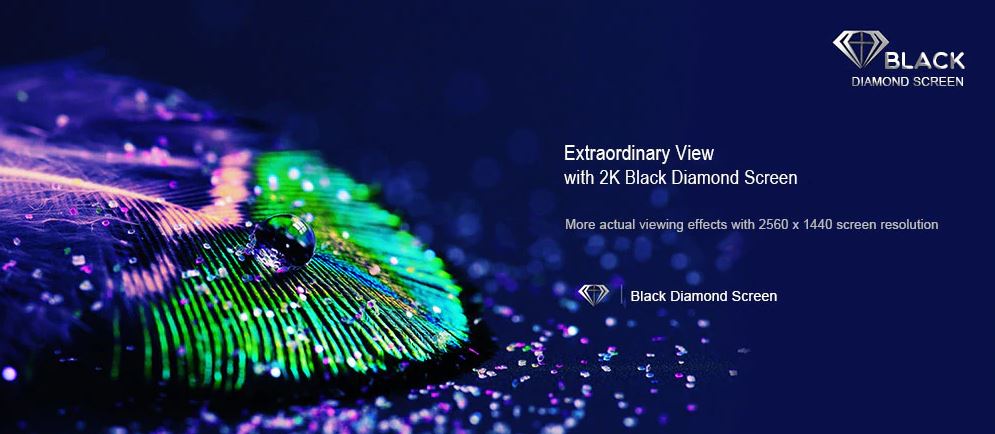 BLACK
DIAMOND SCREEN
Extraordinary View
with 2K Black Diamond Screen
More actual viewing effects with 2560 x 1440 screen resolution
Black Diamond Screen